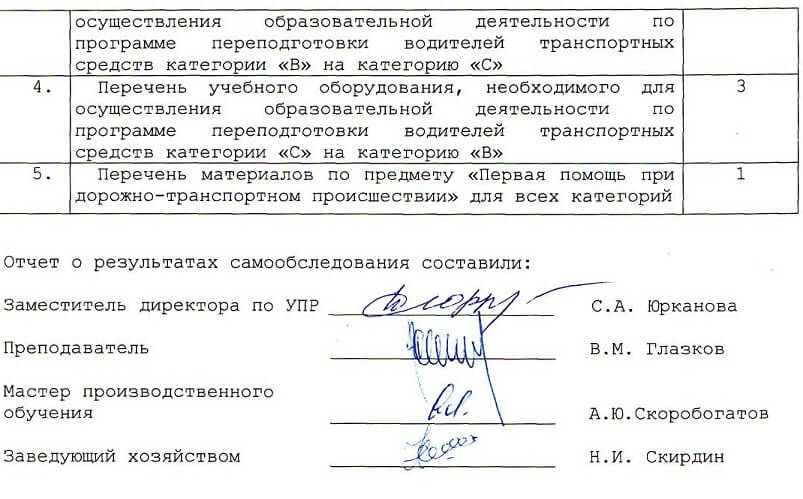 осуществления образовательной деятельности по
программе переподготовки водителей транспортных
средств категории «В» на категорию «С»
4. Перечень учебного оборудования, необходимого для 3
осуществления образовательной деятельности по
программе переподготовки водителей транспортных
средств категории «С» на категорию «В»
5. Перечень материалов по предмету «Первая помощь при 1
дорожно-транспортном происшествии» для всех категорий
Отчет о результатах самообследования составили:
Заместитель директора по УПР С.А. Юрканова
Преподаватель В.М. Глазков
Мастер производственного
обучения А.Ю.Скоробогатов
Заведующий хозяйством Н.И. Скирдин